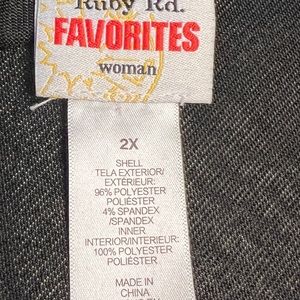 Ruby Rd.
FAVORITES
woman
2X
SHELL
TELA EXTERIOR/
EXTÉRIEUR:
96% POLYESTER
POLIÉSTER
4% SPANDEX
/SPANDEX
INNER
INTERIOR/INTERIEUR:
100% POLYESTER
POLIÉSTER
MADE IN
CHINA